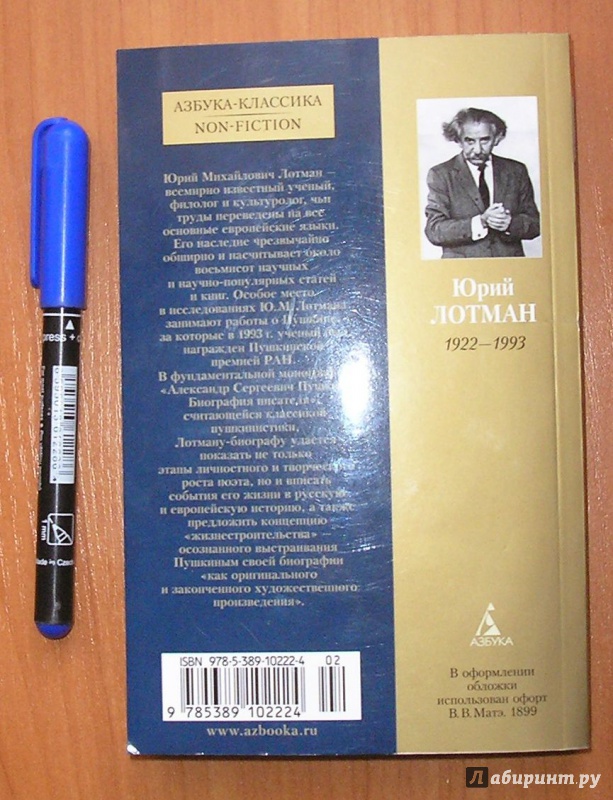 АЗБУКА-КЛАССИКА
NON-FICTION
Юрий Михайлович Лотман —
всемирно известный ученый,
филолог и культуролог, чьи
труды переведены на все
основные европейские языки.
Его наследие чрезвычайно
обширно и насчитывает около
восьмисот научных
и научно-популярных статей
и книг. Особое место
в исследованиях Ю. М. Лотмана
занимают работы о Пушкине,
за которые в 1993 г. ученый был
награжден Пушкинской
премией РАН.
В фундаментальной
«Александр Сергеевич
Биография писателя»,
считающейся классикой
пушкинистики,
Лотману-биографу удается
показать не только
этапы личностного и творческого
роста поэта, но и вписать
события его жизни в русскую
и европейскую историю, а также
предложить концепцию
«жизнестроительства» —
осознанного выстраивания
Пушкиным своей биографии
«как оригинального
и законченного художественного
произведения».
ISBN 978-5-389-10222-4 02
9 785389 102224
www.azbooka.ru
Юрий
ЛОТМАН
1922—1993
АЗБУКА
В оформлении
обложки
использован офорт
В. В. Матэ. 1899
press +
1 mm
Made in
Лабиринт.ру